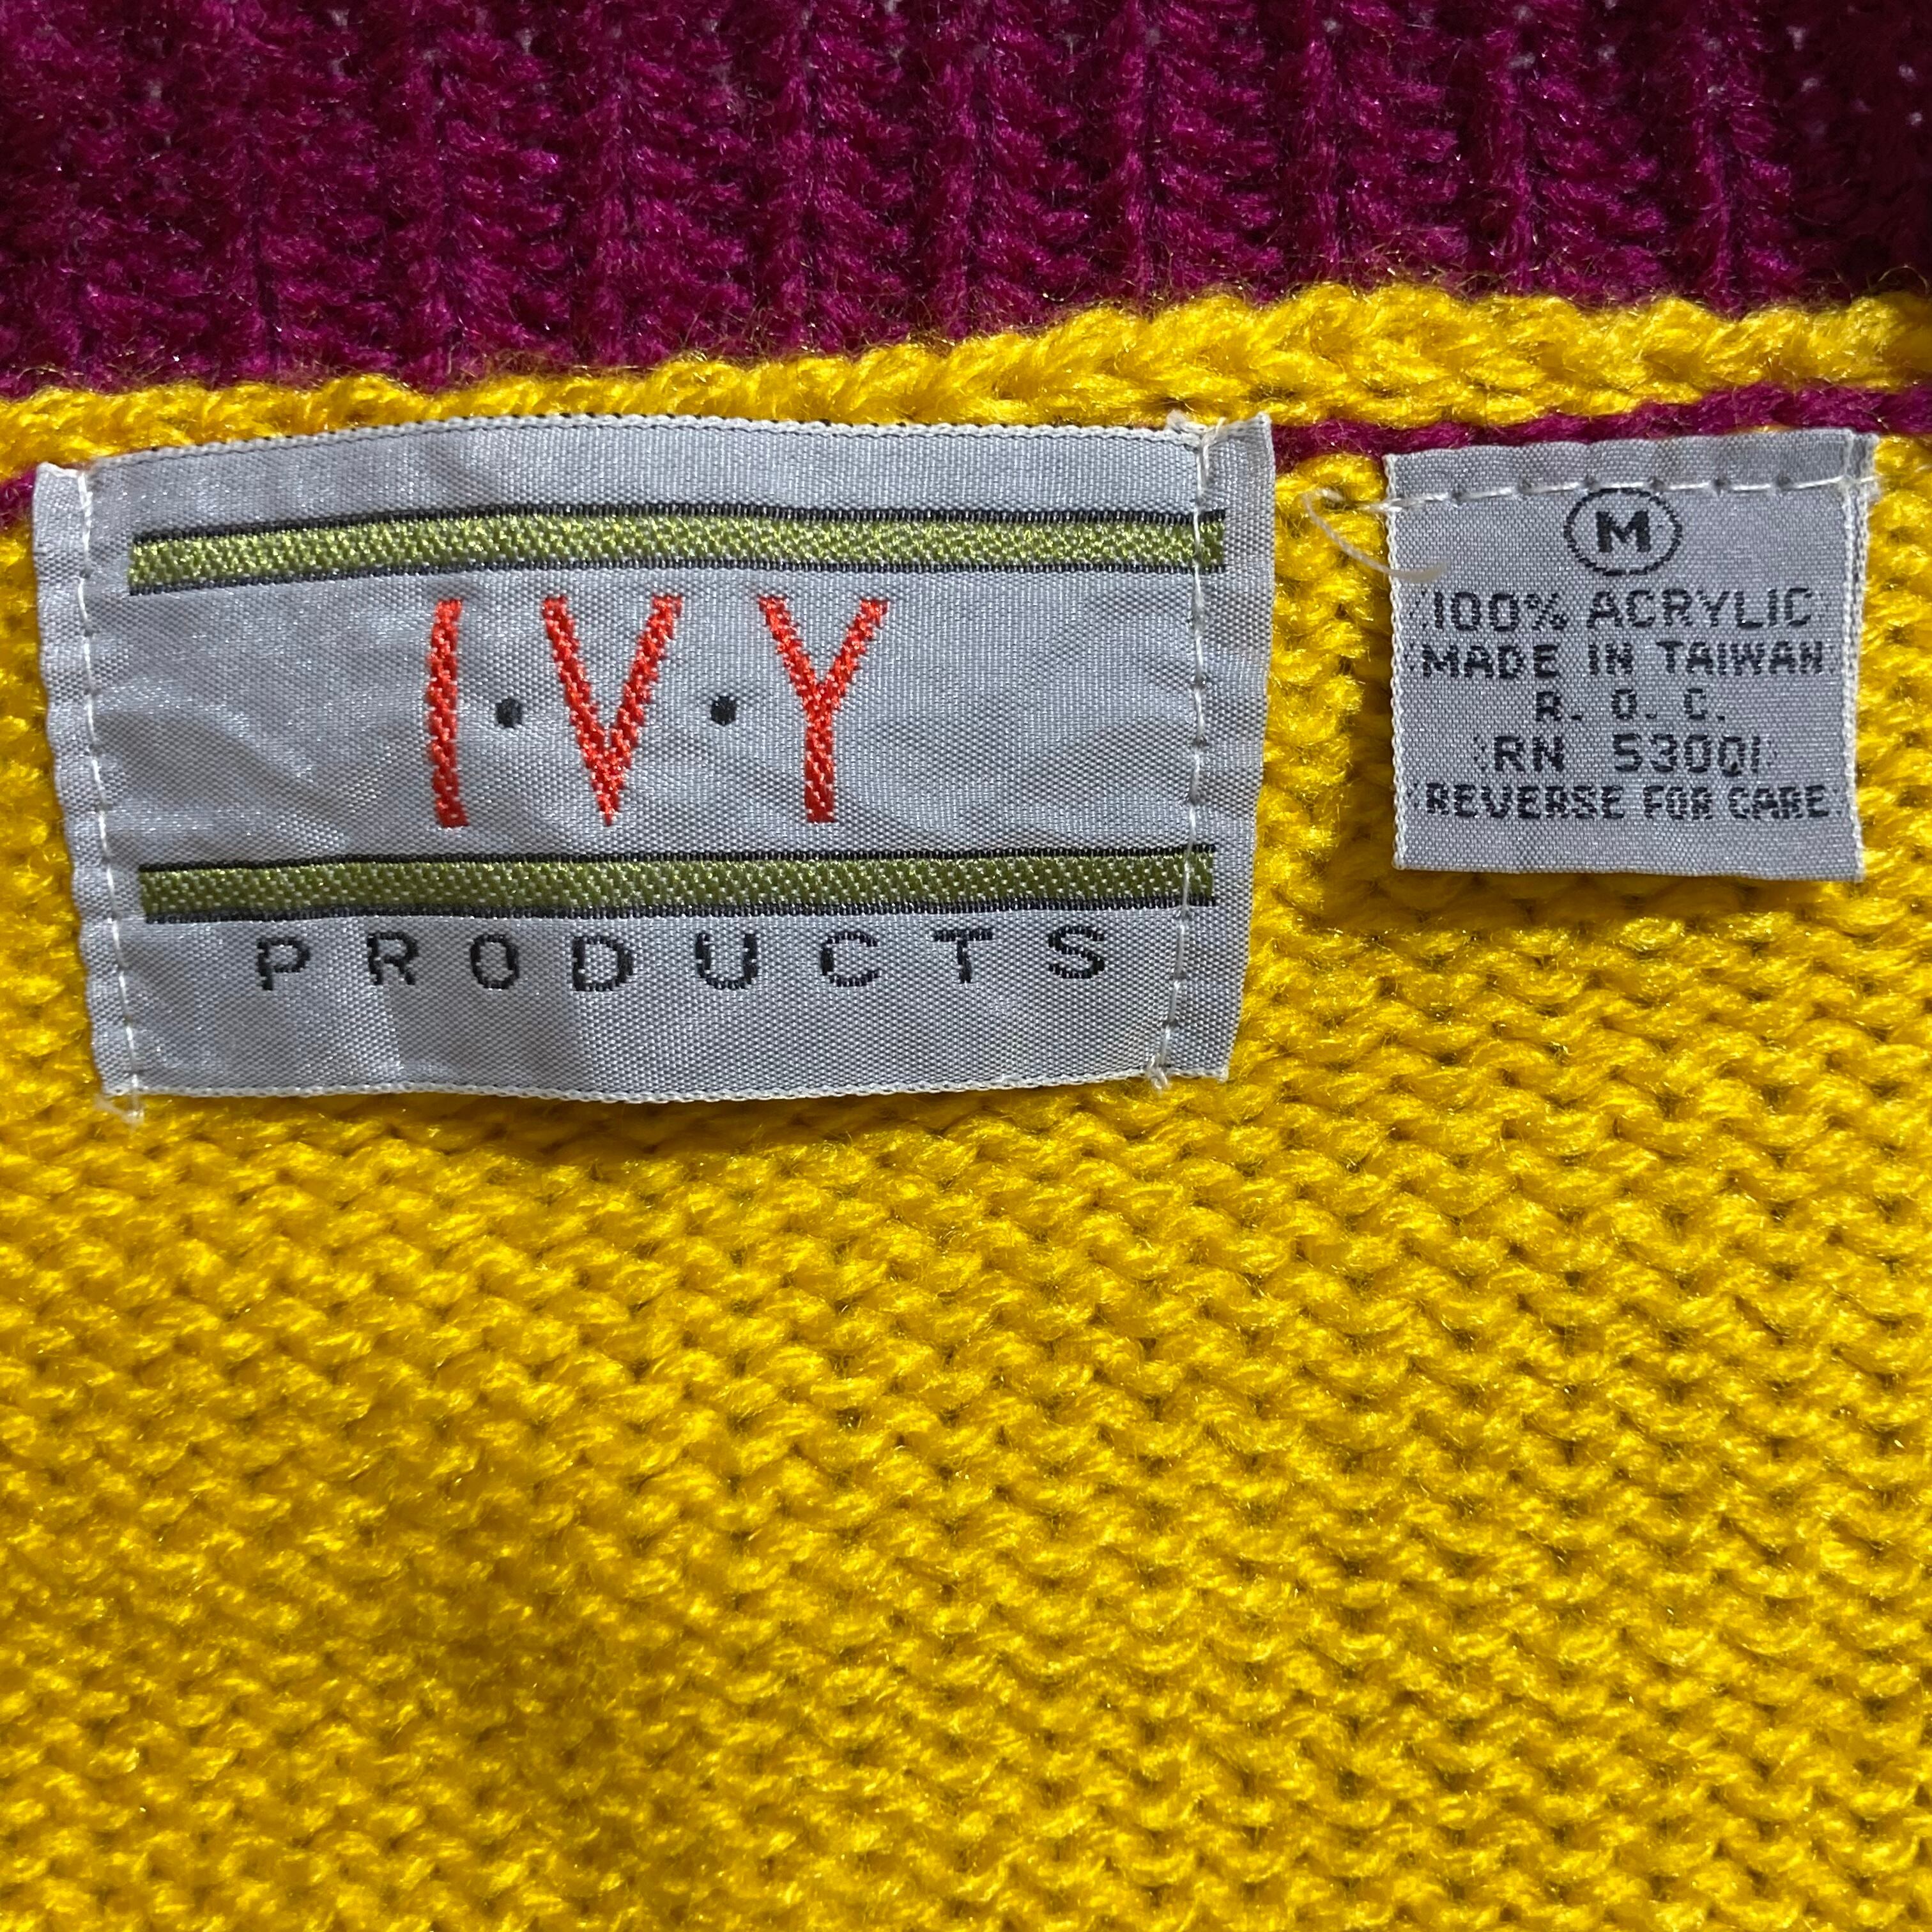 I·V·Y
PRODUCTS
M
100% ACRYLIC
MADE IN TAIWAN
R. O. C.
RN 53001
REVERSE FOR CARE